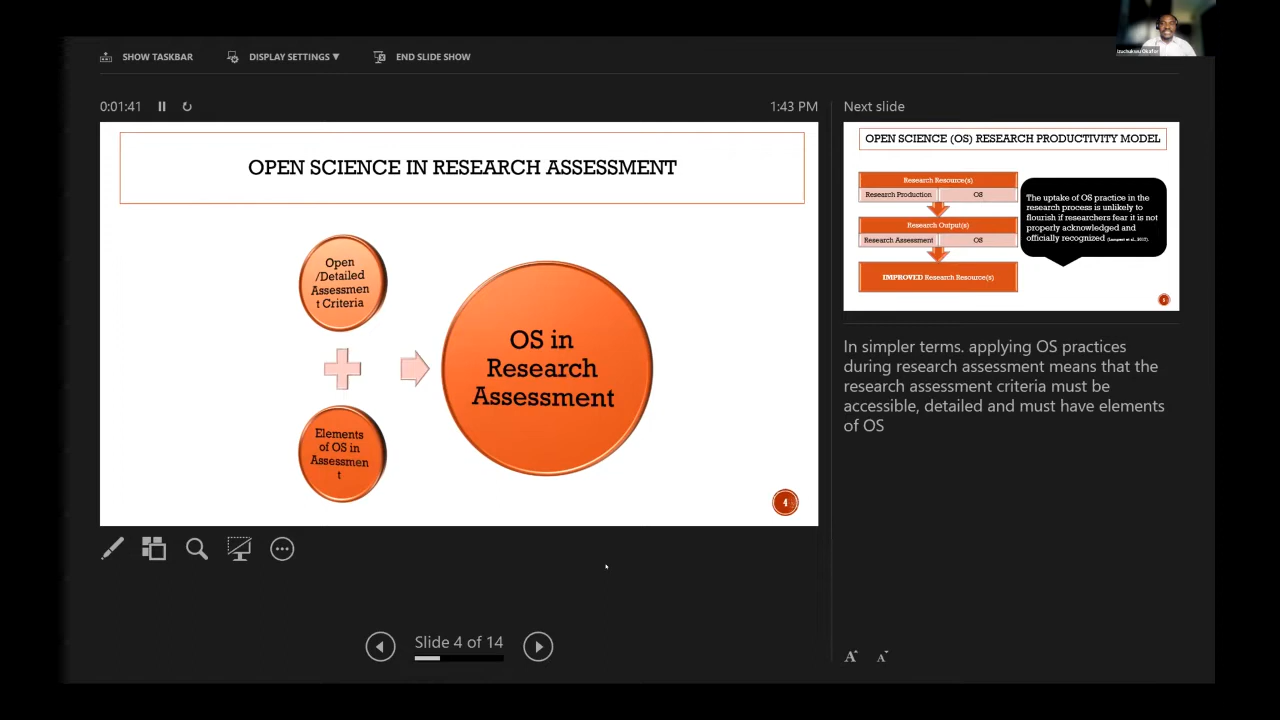 SHOW TASKBAR
DISPLAY SETTINGS ▼
END SLIDE SHOW
0:01:41
1:43 PM
OPEN SCIENCE IN RESEARCH ASSESSMENT
Open
/Detailed
Assessmen
t Criteria
Elements
of OS in
Assessmen
t
OS in
Research
Assessment
4
Slide 4 of 14
Next slide
OPEN SCIENCE (OS) RESEARCH PRODUCTIVITY MODEL
Research Resource(s)
Research Production OS
Research Output(s)
Research Assessment OS
IMPROVED Research Resource(s)
The uptake of OS practice in the
research process is unlikely to
flourish if researchers fear it is not
properly acknowledged and
officially recognized
In simpler terms. applying OS practices
during research assessment means that the
research assessment criteria must be
accessible, detailed and must have elements
of OS
A A